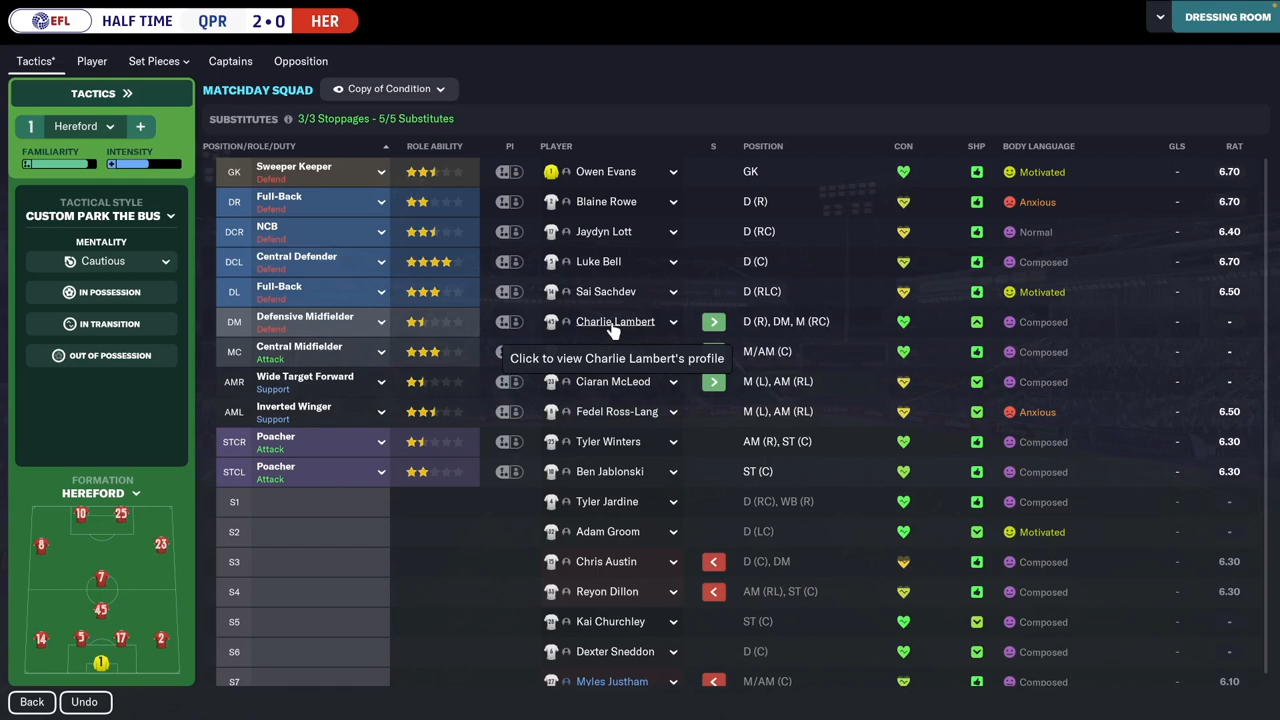 EFL HALF TIME QPR 2 - 0 HER DRESSING ROOM
Tactics* Player Set Pieces Captains Opposition
TACTICS
MATCHDAY SQUAD Copy of Condition
1 Hereford +
SUBSTITUTES 3/3 Stoppages - 5/5 Substitutes
FAMILIARITY INTENSITY
POSITION/ROLE/DUTY ROLE ABILITY PI PLAYER S POSITION CON SHP BODY LANGUAGE GLS RAT
GK Sweeper Keeper Owen Evans GK Motivated - 6.70
Defend
DR Full-Back Blaine Rowe D (R) Anxious - 6.70
Defend
DCR NCB Jaydyn Lott D (RC) Normal - 6.40
Defend
DCL Central Defender Luke Bell D (C) Composed - 6.70
Defend
DL Full-Back Sai Sachdev D (RLC) Motivated - 6.50
Defend
DM Defensive Midfielder Charlie Lambert D (R), DM, M (RC) Composed - -
Defend
MC Central Midfielder M/AM (C) Composed - -
Attack
Click to view Charlie Lambert's profile
AMR Wide Target Forward Ciaran McLeod M (L), AM (RL) Composed - -
Support
AML Inverted Winger Fedel Ross-Lang M (L), AM (RL) Anxious - 6.50
Support
STCR Poacher Tyler Winters AM (R), ST (C) Composed - 6.30
Attack
STCL Poacher Ben Jablonski ST (C) Composed - 6.30
Attack
S1 Tyler Jardine D (RC), WB (R) Composed - -
S2 Adam Groom D (LC) Motivated - -
S3 Chris Austin D (C), DM Composed - 6.30
S4 Reyon Dillon AM (RL), ST (C) Composed - 6.30
S5 Kai Churchley ST (C) Composed - -
S6 Dexter Sneddon D (C) Composed - -
S7 Myles Justham M/AM (C) Composed - 6.10
TACTICAL STYLE
CUSTOM PARK THE BUS
MENTALITY
Cautious
IN POSSESSION
IN TRANSITION
OUT OF POSSESSION
FORMATION
HEREFORD
10 25
8 23
7
45
14 5 17 2
1
Back Undo